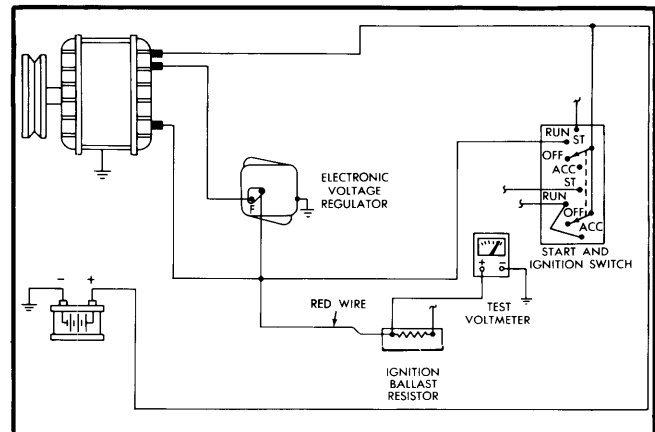 RUN
ST
OFF
ACC
ST
RUN
OFF
ACC
START AND
IGNITION SWITCH
ELECTRONIC
VOLTAGE
REGULATOR
F
- +
+ -
TEST
VOLTMETER
RED WIRE
IGNITION
BALLAST
RESISTOR